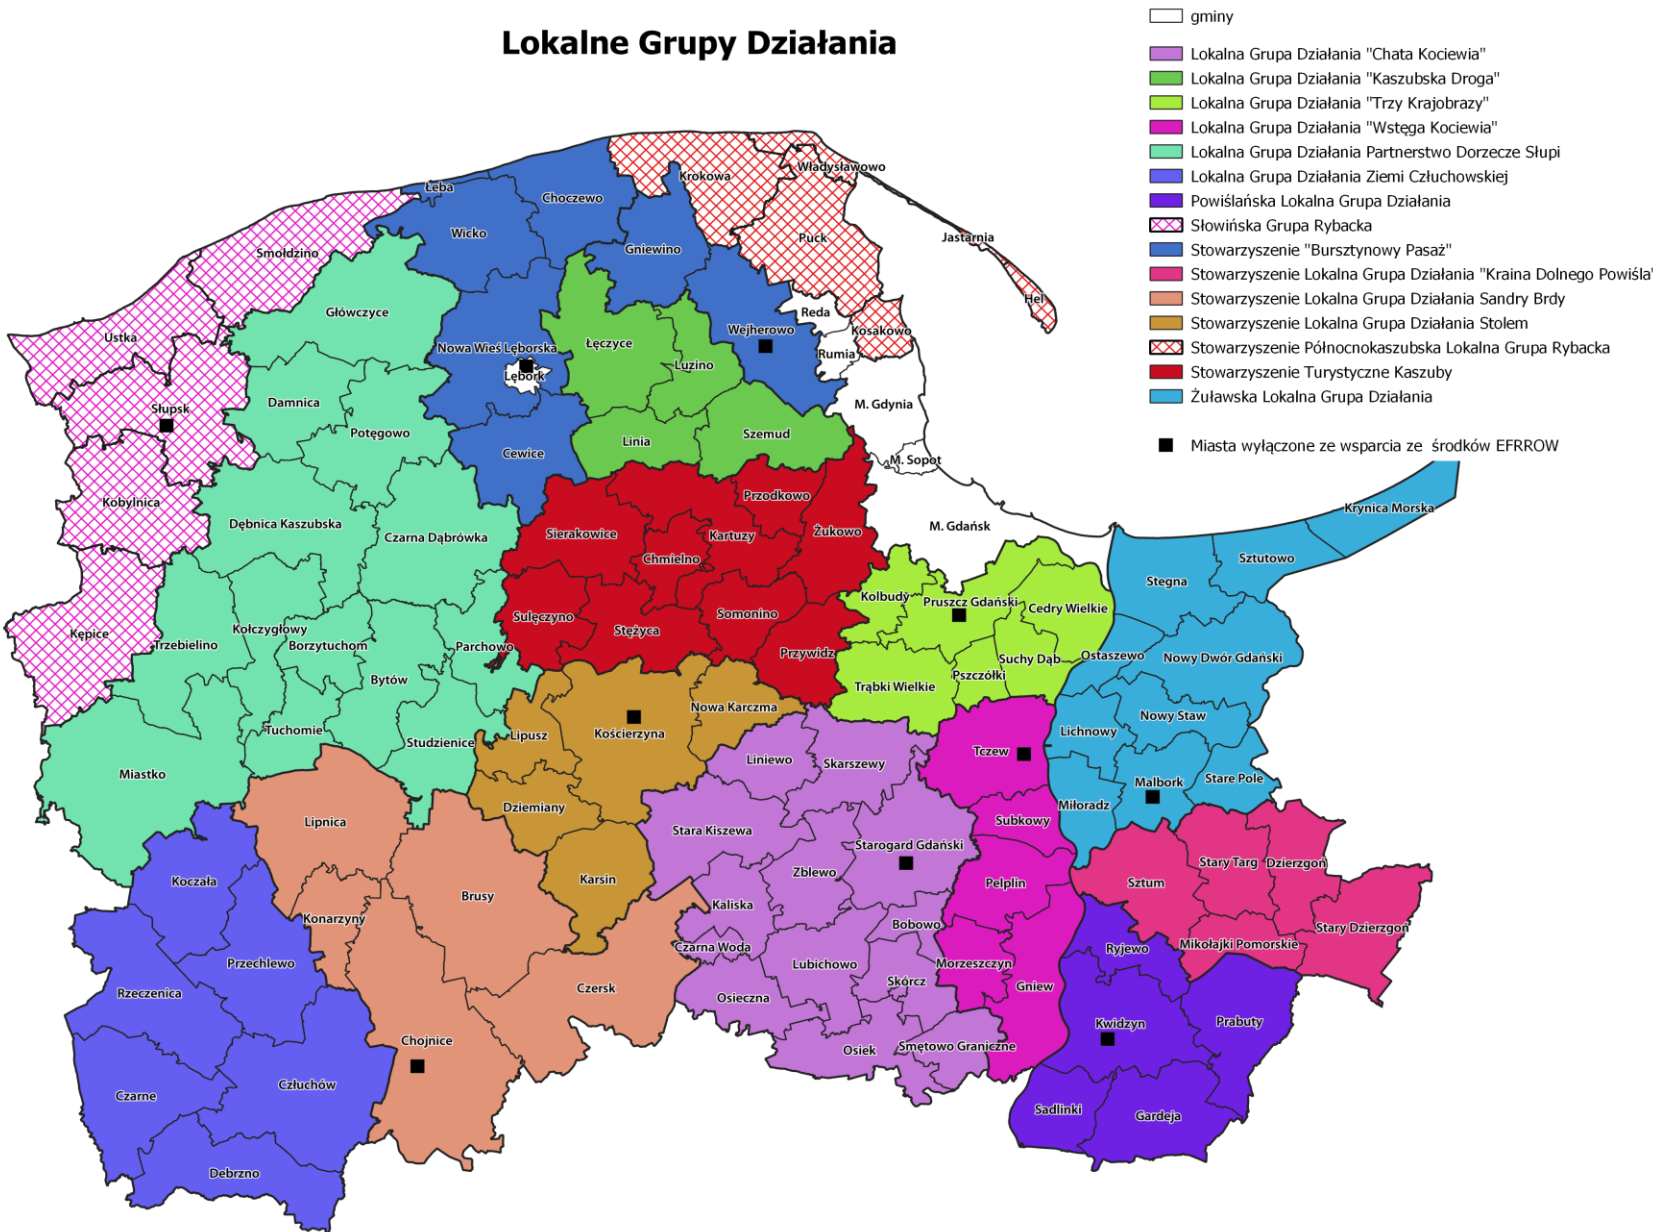 Lokalne Grupy Działania
gminy
Lokalna Grupa Działania "Chata Kociewia"
Lokalna Grupa Działania "Kaszubska Droga"
Lokalna Grupa Działania "Trzy Krajobrazy"
Lokalna Grupa Działania "Wstęga Kociewia"
Lokalna Grupa Działania Partnerstwo Dorzecze Słupi
Lokalna Grupa Działania Ziemi Człuchowskiej
Powiślańska Lokalna Grupa Działania
Słowińska Grupa Rybacka
Stowarzyszenie "Bursztynowy Pasaż"
Stowarzyszenie Lokalna Grupa Działania "Kraina Dolnego Powiśla"
Stowarzyszenie Lokalna Grupa Działania Sandry Brdy
Stowarzyszenie Lokalna Grupa Działania Stolem
Stowarzyszenie Północnokaszubska Lokalna Grupa Rybacka
Stowarzyszenie Turystyczne Kaszuby
Żuławska Lokalna Grupa Działania
Miasta wyłączone ze wsparcia ze środków EFRROW
Władysławowo
Krokowa
Łeba
Choczewo
Wicko
Puck
Jastarnia
Gniewino
Smołdzino
Hel
Główczyce
Reda
Wejherowo
Kosakowo
Ustka
Łęczyce
Nowa Wieś Lęborska
Rumia
Luzino
Lębork
Damnica
M. Gdynia
Słupsk
Potęgowo
Szemud
Linia
Cewice
M. Sopot
Przodkowo
Kobylnica
Krynica Morska
Dębnica Kaszubska
M. Gdańsk
Żukowo
Sierakowice
Kartuzy
Czarna Dąbrówka
Chmielno
Sztutowo
Stegna
Kolbudy
Pruszcz Gdański
Cedry Wielkie
Somonino
Sulęczyno
Kołczygłowy
Stężyca
Kępice
Trzebielino
Borzytuchom
Parchowo
Przywidz
Ostaszewo
Nowy Dwór Gdański
Suchy Dąb
Pszczółki
Bytów
Trąbki Wielkie
Nowa Karczma
Nowy Staw
Tuchomie
Lichnowy
Kościerzyna
Lipusz
Studzienice
Tczew
Liniewo
Skarszewy
Miastko
Stare Pole
Malbork
Miłoradz
Dziemiany
Lipnica
Subkowy
Stara Kiszewa
Starogard Gdański
Stary Targ
Dzierzgoń
Zblewo
Karsin
Koczała
Pelplin
Sztum
Brusy
Kaliska
Konarzyny
Bobowo
Stary Dzierzgoń
Mikołajki Pomorskie
Czarna Woda
Ryjewo
Przechlewo
Lubichowo
Morzeszczyn
Skórcz
Gniew
Czersk
Rzeczenica
Osieczna
Prabuty
Kwidzyn
Chojnice
Smętowo Graniczne
Osiek
Człuchów
Czarne
Sadlinki
Gardeja
Debrzno